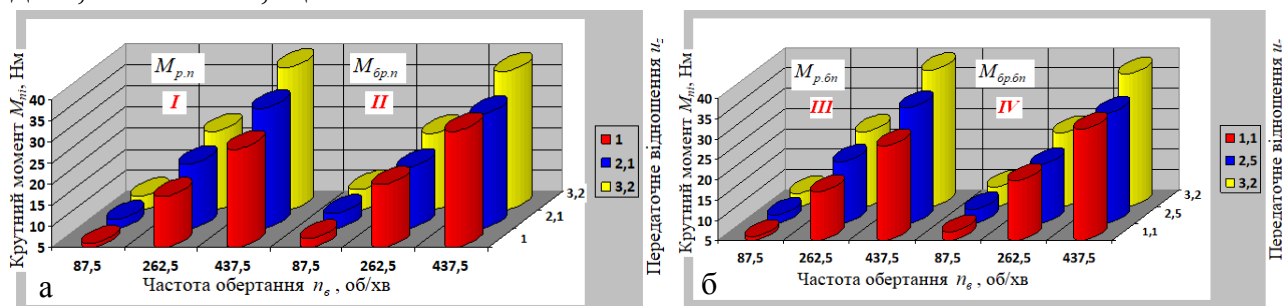 Крутний момент M_ni, Нм
40
35
30
25
20
15
10
5
M_р.п
I
M_бр.п
II
87,5 262,5 437,5 87,5 262,5 437,5
1
2,1
3,2
Частота обертання n_в , об/хв
а
1
2,1
3,2
Передаточне відношення u_z
Крутний момент M_ni, Нм
40
35
30
25
20
15
10
5
M_р.бп
III
M_бр.бп
IV
87,5 262,5 437,5 87,5 262,5 437,5
1,1
2,5
3,2
Частота обертання n_в , об/хв
б
1,1
2,5
3,2
Передаточне відношення u